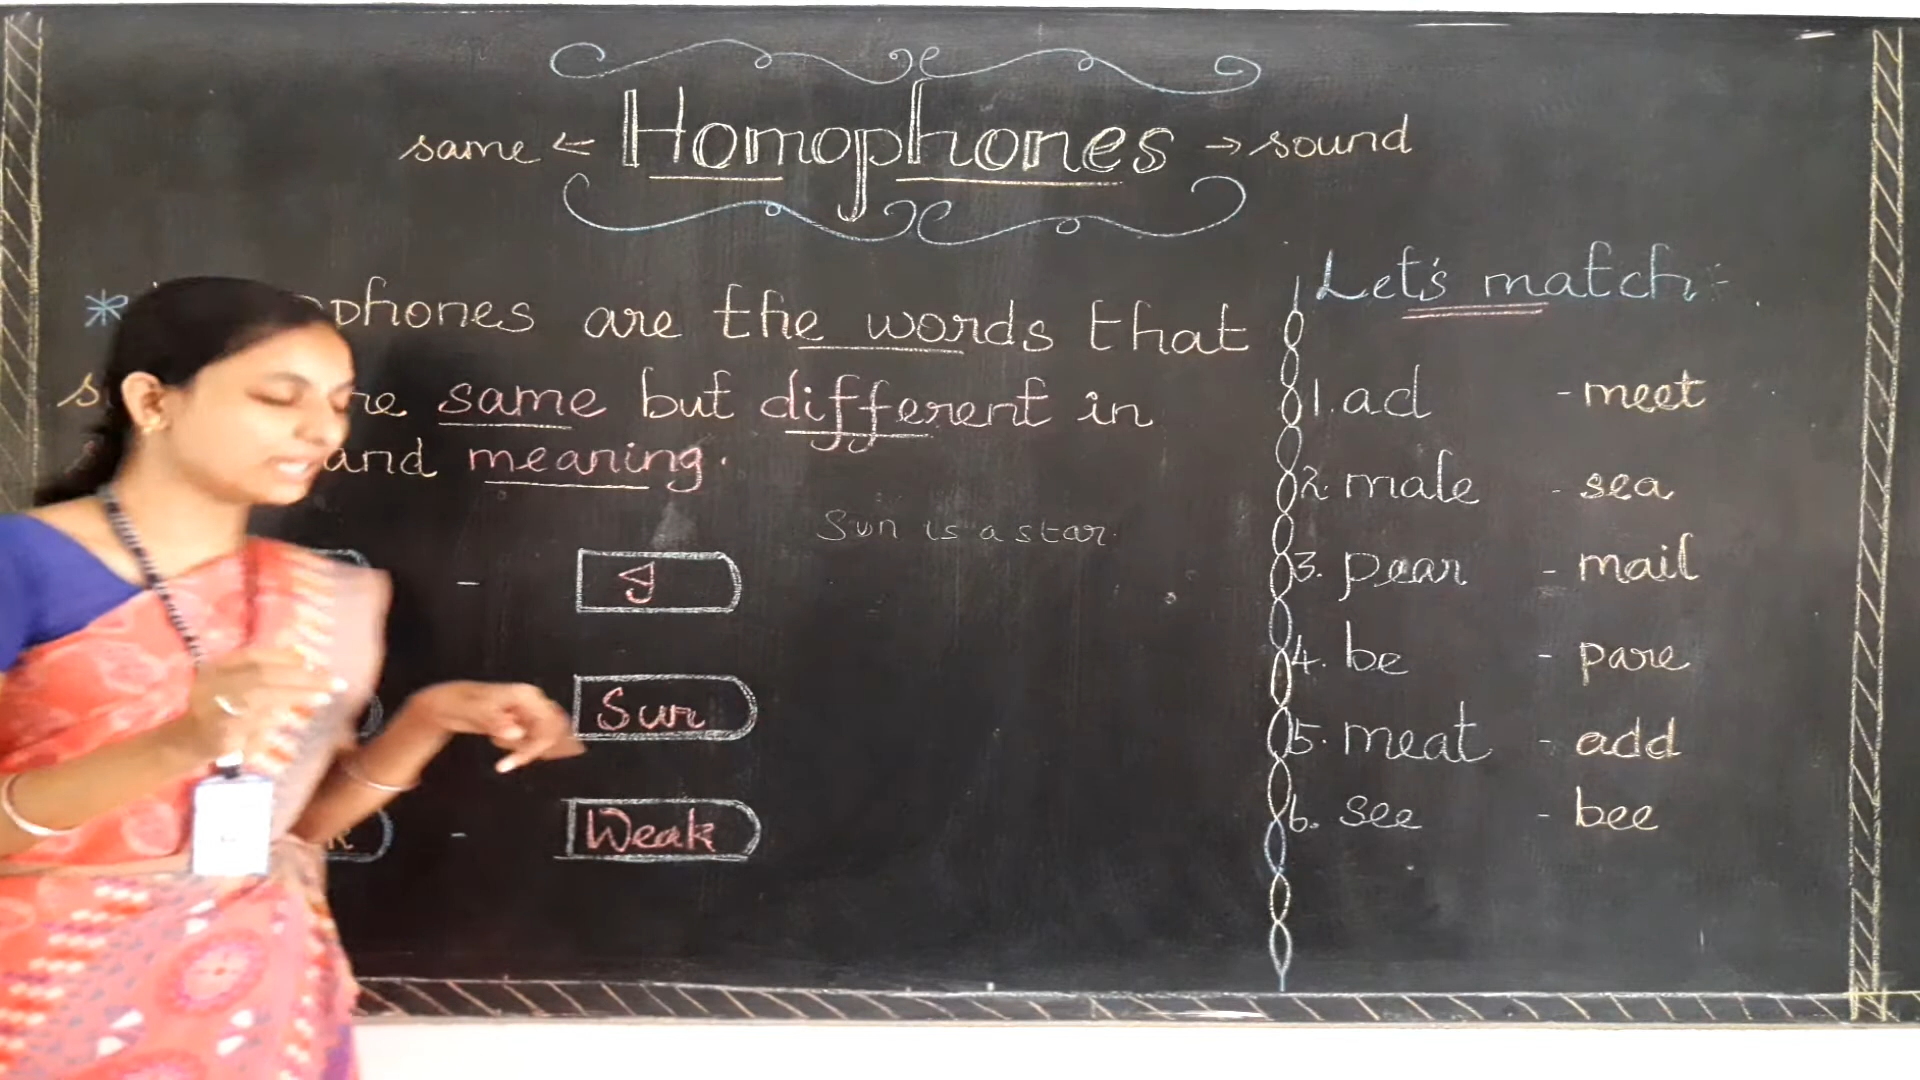 same ← Homophones → sound
phones are the words that
re same but different in
and meaning.
Sun is a star.
- I
Sun
- Weak
Let's match:
1. ad - meet
2. male - sea
3. pear - mail
4. be - pare
5. meat - add
6. see - bee